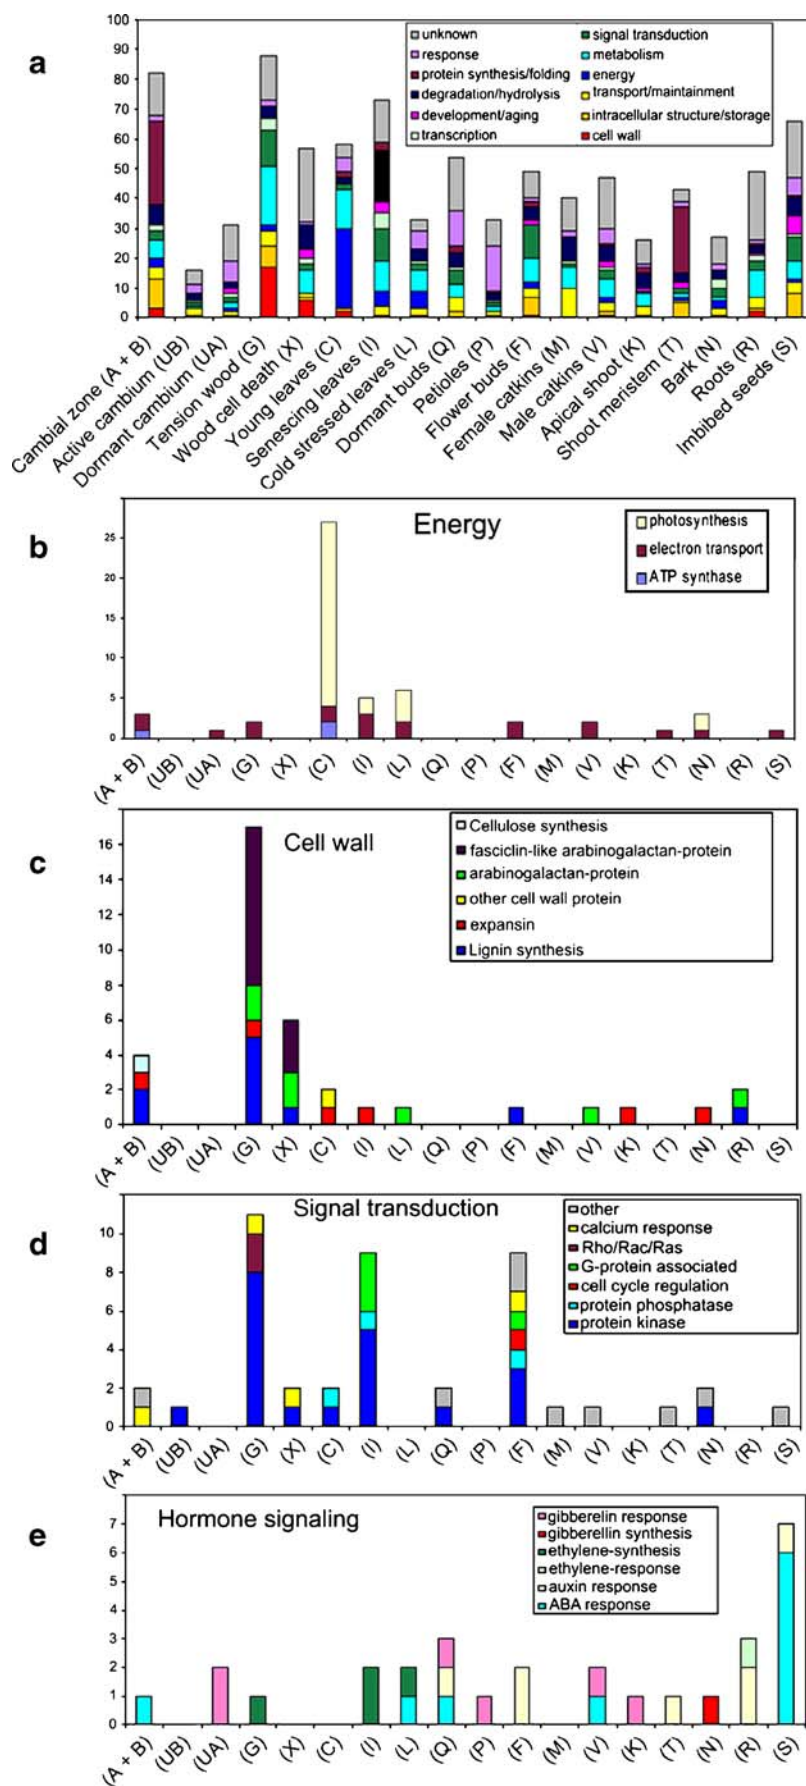 a
100
90
80
70
60
50
40
30
20
10
0
unknown
response
protein synthesis/folding
degradation/hydrolysis
development/aging
transcription
signal transduction
metabolism
energy
transport/maintainment
intracellular structure/storage
cell wall
Cambial zone (A + B)
Active cambium (UB)
Dormant cambium (UA)
Tension wood (G)
Wood cell death (X)
Young leaves (C)
Senescing leaves (I)
Cold stressed leaves (L)
Dormant buds (Q)
Petioles (P)
Flower buds (F)
Female catkins (M)
Male catkins (V)
Apical shoot (K)
Shoot merislem (T)
Bark (N)
Roots (R)
Imbibed seeds (S)
b
Energy
25
20
15
10
5
0
photosynthesis
electron transport
ATP synthase
(A + B)
(UB)
(UA)
(G)
(X)
(C)
(I)
(L)
(Q)
(P)
(F)
(M)
(V)
(K)
(T)
(N)
(R)
(S)
c
Cell wall
16
14
12
10
8
6
4
2
0
Cellulose synthesis
fasciclin-like arabinogalactan-protein
arabinogalactan-protein
other cell wall protein
expansin
Lignin synthesis
(A + B)
(UB)
(UA)
(G)
(X)
(C)
(I)
(L)
(Q)
(P)
(F)
(M)
(V)
(K)
(T)
(N)
(R)
(S)
d
Signal transduction
10
8
6
4
2
0
other
calcium response
Rho/Rac/Ras
G-protein associated
cell cycle regulation
protein phosphatase
protein kinase
(A + B)
(UB)
(UA)
(G)
(X)
(C)
(I)
(L)
(Q)
(P)
(F)
(M)
(V)
(K)
(T)
(N)
(R)
(S)
e
Hormone signaling
7
6
5
4
3
2
1
0
gibberelin response
gibberellin synthesis
ethylene-synthesis
ethylene-response
auxin response
ABA response
(A + B)
(UB)
(UA)
(G)
(X)
(C)
(I)
(L)
(Q)
(P)
(F)
(M)
(V)
(K)
(T)
(N)
(R)
(S)